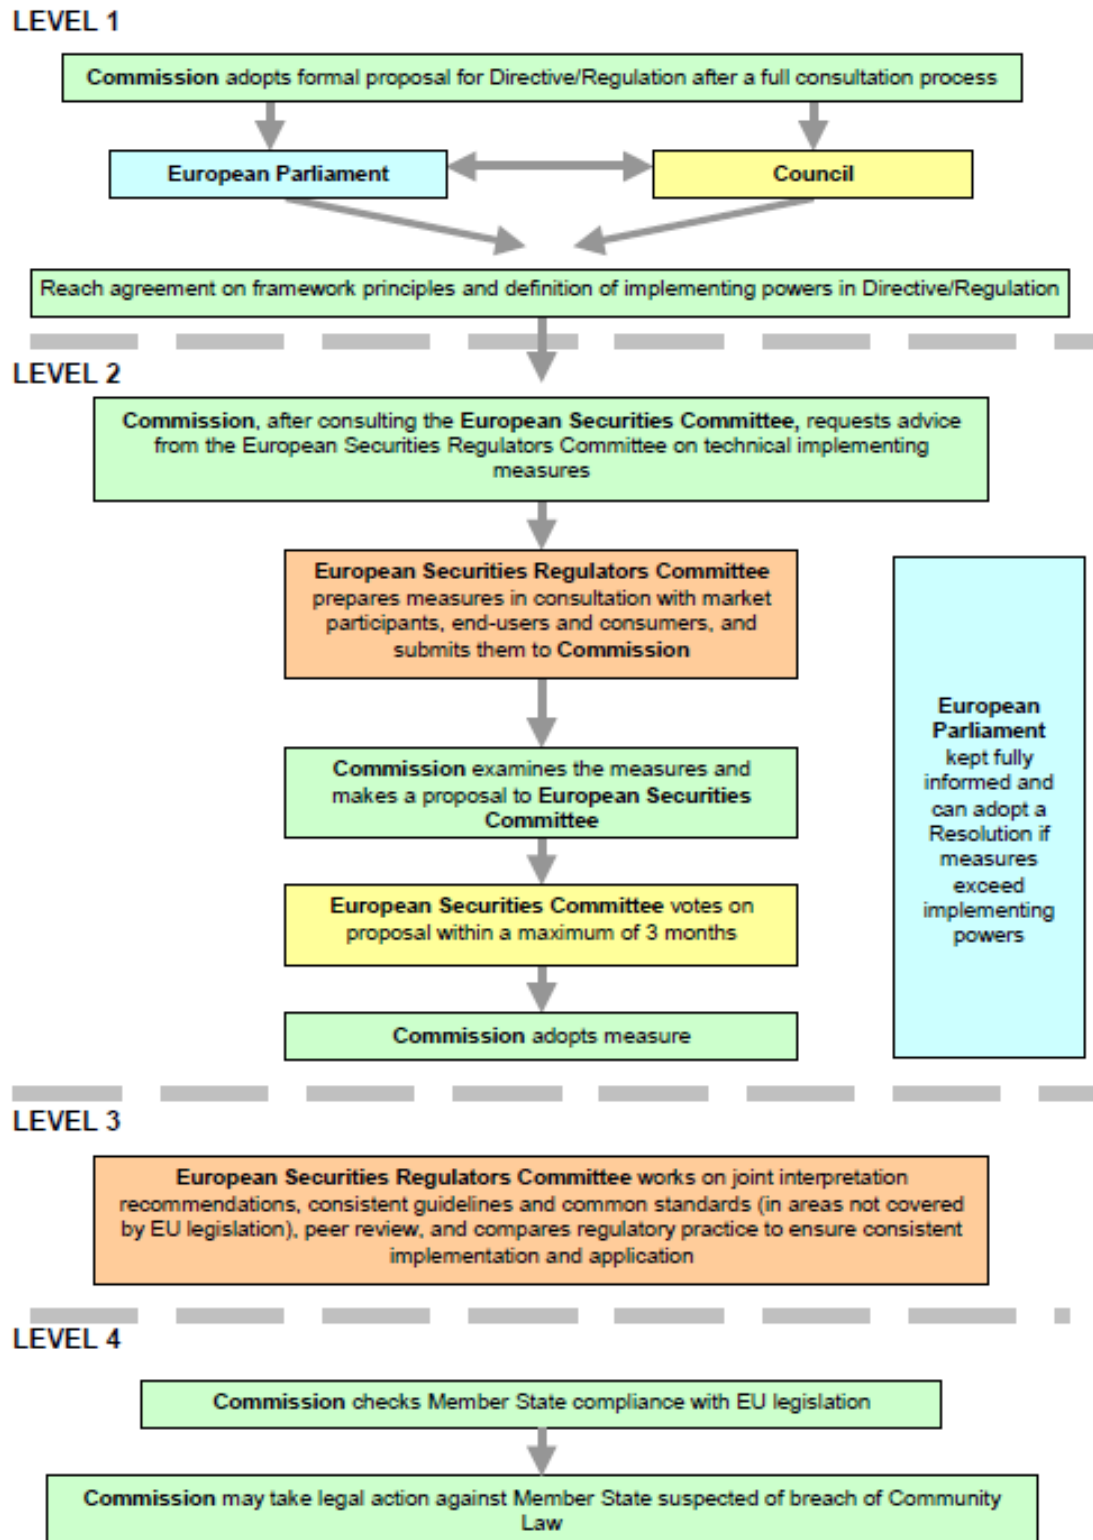 LEVEL 1
Commission adopts formal proposal for Directive/Regulation after a full consultation process
European Parliament
Council
Reach agreement on framework principles and definition of implementing powers in Directive/Regulation
LEVEL 2
Commission, after consulting the European Securities Committee, requests advice
from the European Securities Regulators Committee on technical implementing
measures
European Securities Regulators Committee
prepares measures in consultation with market
participants, end-users and consumers, and
submits them to Commission
Commission examines the measures and
makes a proposal to European Securities
Committee
European Securities Committee votes on
proposal within a maximum of 3 months
Commission adopts measure
European
Parliament
kept fully
informed and
can adopt a
Resolution if
measures
exceed
implementing
powers
LEVEL 3
European Securities Regulators Committee works on joint interpretation
recommendations, consistent guidelines and common standards (in areas not covered
by EU legislation), peer review, and compares regulatory practice to ensure consistent
implementation and application
LEVEL 4
Commission checks Member State compliance with EU legislation
Commission may take legal action against Member State suspected of breach of Community
Law